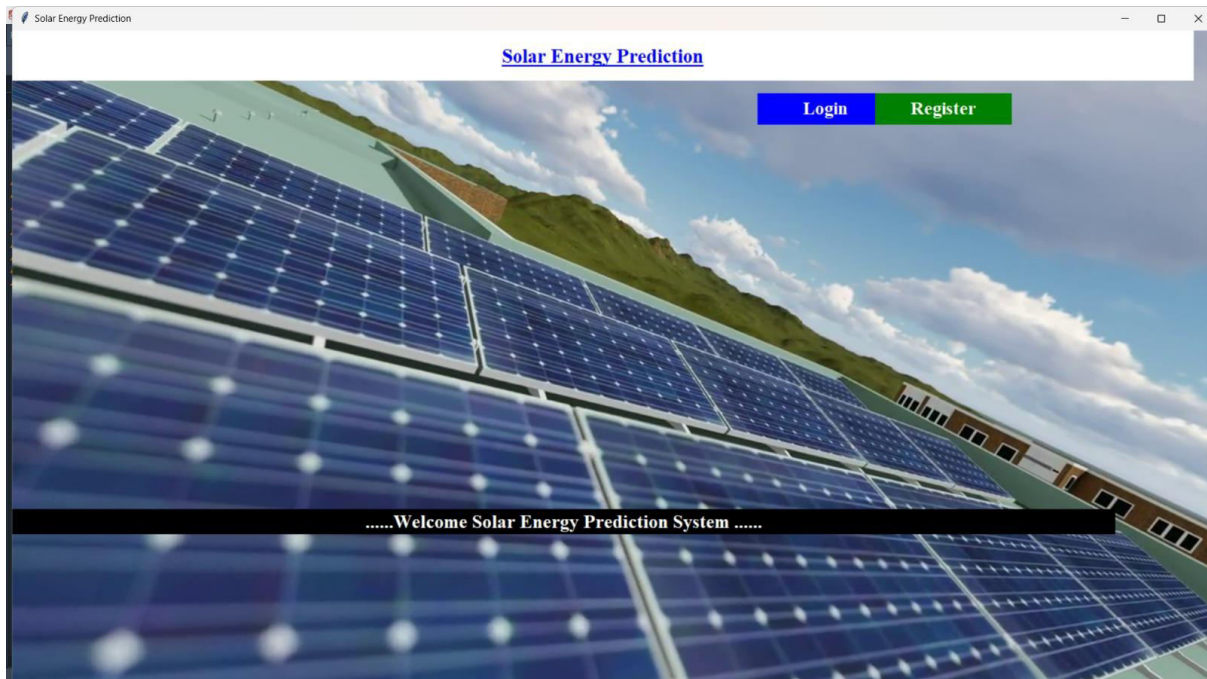 Solar Energy Prediction
Solar Energy Prediction
Login
Register
......Welcome Solar Energy Prediction System ......